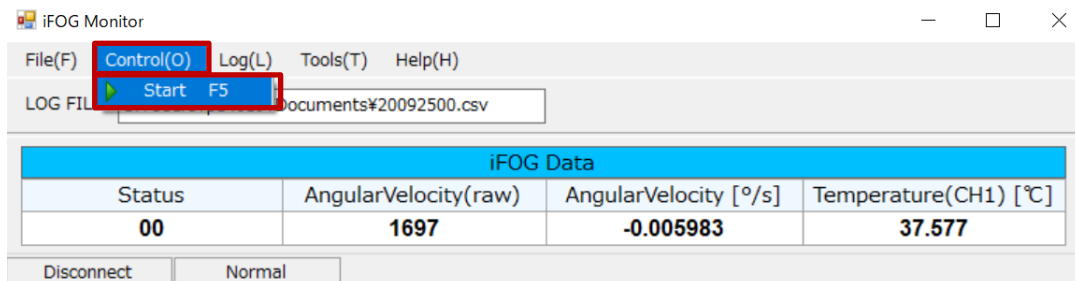 iFOG Monitor
File(F) Control(O) Log(L) Tools(T) Help(H)
Start F5
LOG FIL Documents¥20092500.csv
iFOG Data
Status AngularVelocity(raw) AngularVelocity [°/s] Temperature(CH1) [℃]
00 1697 -0.005983 37.577
Disconnect Normal